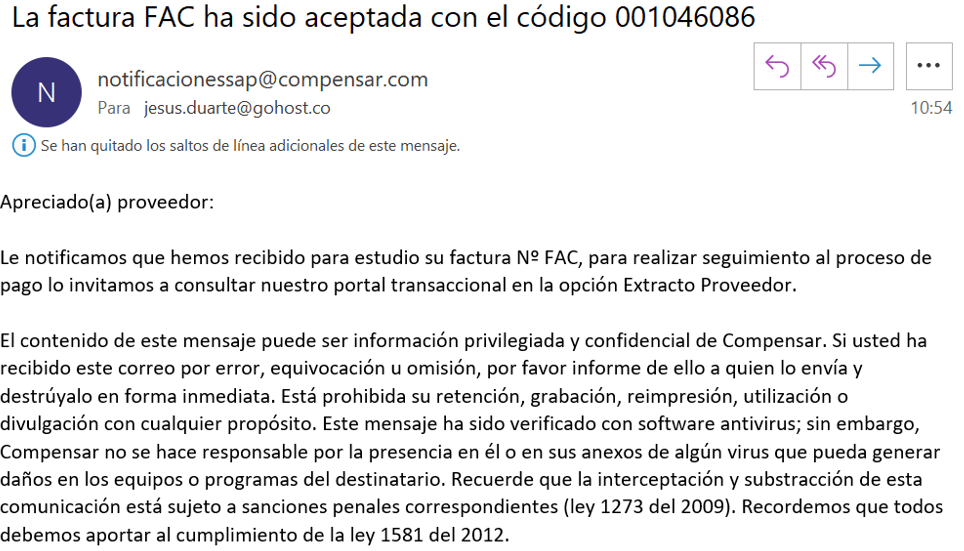 La factura FAC ha sido aceptada con el código 001046086
N
notificacionessap@compensar.com
Para jesus.duarte@gohost.co
10:54
Se han quitado los saltos de línea adicionales de este mensaje.
Apreciado(a) proveedor:
Le notificamos que hemos recibido para estudio su factura Nº FAC, para realizar seguimiento al proceso de
pago lo invitamos a consultar nuestro portal transaccional en la opción Extracto Proveedor.
El contenido de este mensaje puede ser información privilegiada y confidencial de Compensar. Si usted ha
recibido este correo por error, equivocación u omisión, por favor informe de ello a quien lo envía y
destrúyalo en forma inmediata. Está prohibida su retención, grabación, reimpresión, utilización o
divulgación con cualquier propósito. Este mensaje ha sido verificado con software antivirus; sin embargo,
Compensar no se hace responsable por la presencia en él o en sus anexos de algún virus que pueda generar
daños en los equipos o programas del destinatario. Recuerde que la interceptación y substracción de esta
comunicación está sujeto a sanciones penales correspondientes (ley 1273 del 2009). Recordemos que todos
debemos aportar al cumplimiento de la ley 1581 del 2012.